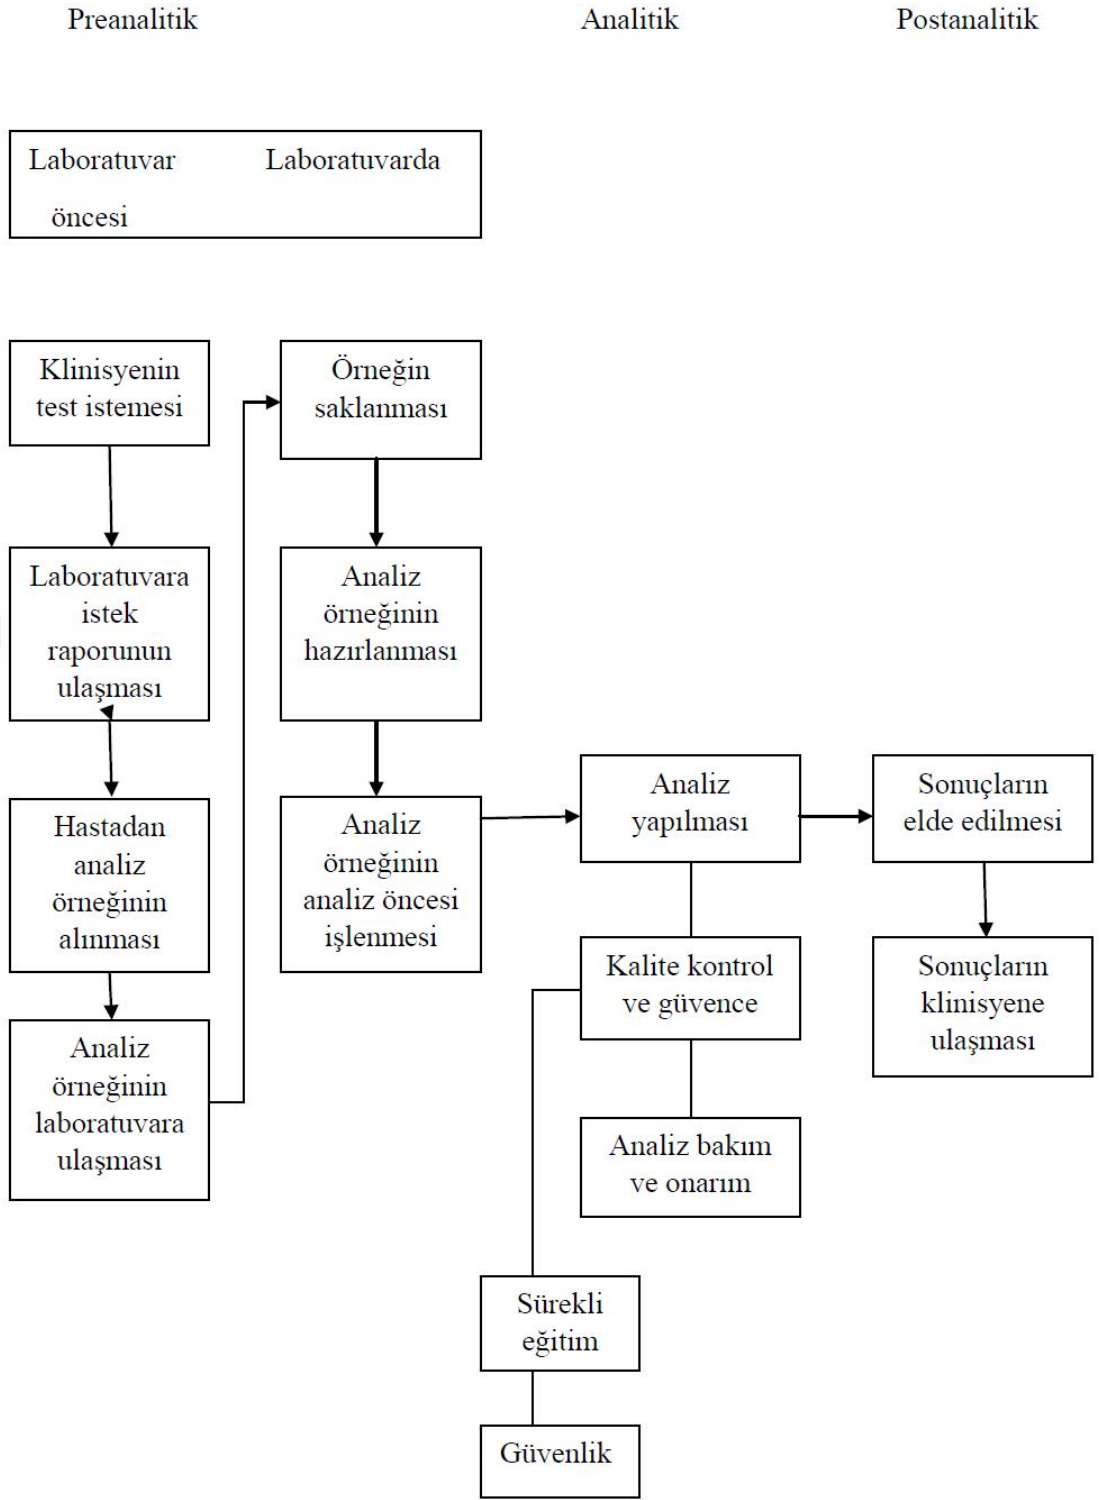 Preanalitik
Analitik
Postanalitik
Laboratuvar
öncesi
Laboratuvarda
Klinisyenin
test istemesi
Laboratuvara
istek
raporunun
ulaşması
Hastadan
analiz
örneğinin
alınması
Analiz
örneğinin
laboratuvara
ulaşması
Örneğin
saklanması
Analiz
örneğinin
hazırlanması
Analiz
örneğinin
analiz öncesi
işlenmesi
Analiz
yapılması
Kalite kontrol
ve güvence
Analiz bakım
ve onarım
Sürekli
eğitim
Güvenlik
Sonuçların
elde edilmesi
Sonuçların
klinisyene
ulaşması